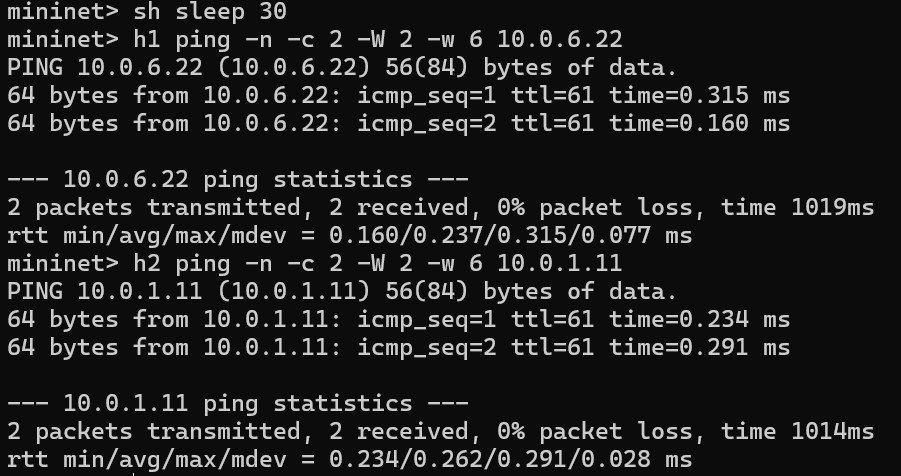 mininet> sh sleep 30
mininet> h1 ping -n -c 2 -W 2 -w 6 10.0.6.22
PING 10.0.6.22 (10.0.6.22) 56(84) bytes of data.
64 bytes from 10.0.6.22: icmp_seq=1 ttl=61 time=0.315 ms
64 bytes from 10.0.6.22: icmp_seq=2 ttl=61 time=0.160 ms

--- 10.0.6.22 ping statistics ---
2 packets transmitted, 2 received, 0% packet loss, time 1019ms
rtt min/avg/max/mdev = 0.160/0.237/0.315/0.077 ms
mininet> h2 ping -n -c 2 -W 2 -w 6 10.0.1.11
PING 10.0.1.11 (10.0.1.11) 56(84) bytes of data.
64 bytes from 10.0.1.11: icmp_seq=1 ttl=61 time=0.234 ms
64 bytes from 10.0.1.11: icmp_seq=2 ttl=61 time=0.291 ms

--- 10.0.1.11 ping statistics ---
2 packets transmitted, 2 received, 0% packet loss, time 1014ms
rtt min/avg/max/mdev = 0.234/0.262/0.291/0.028 ms